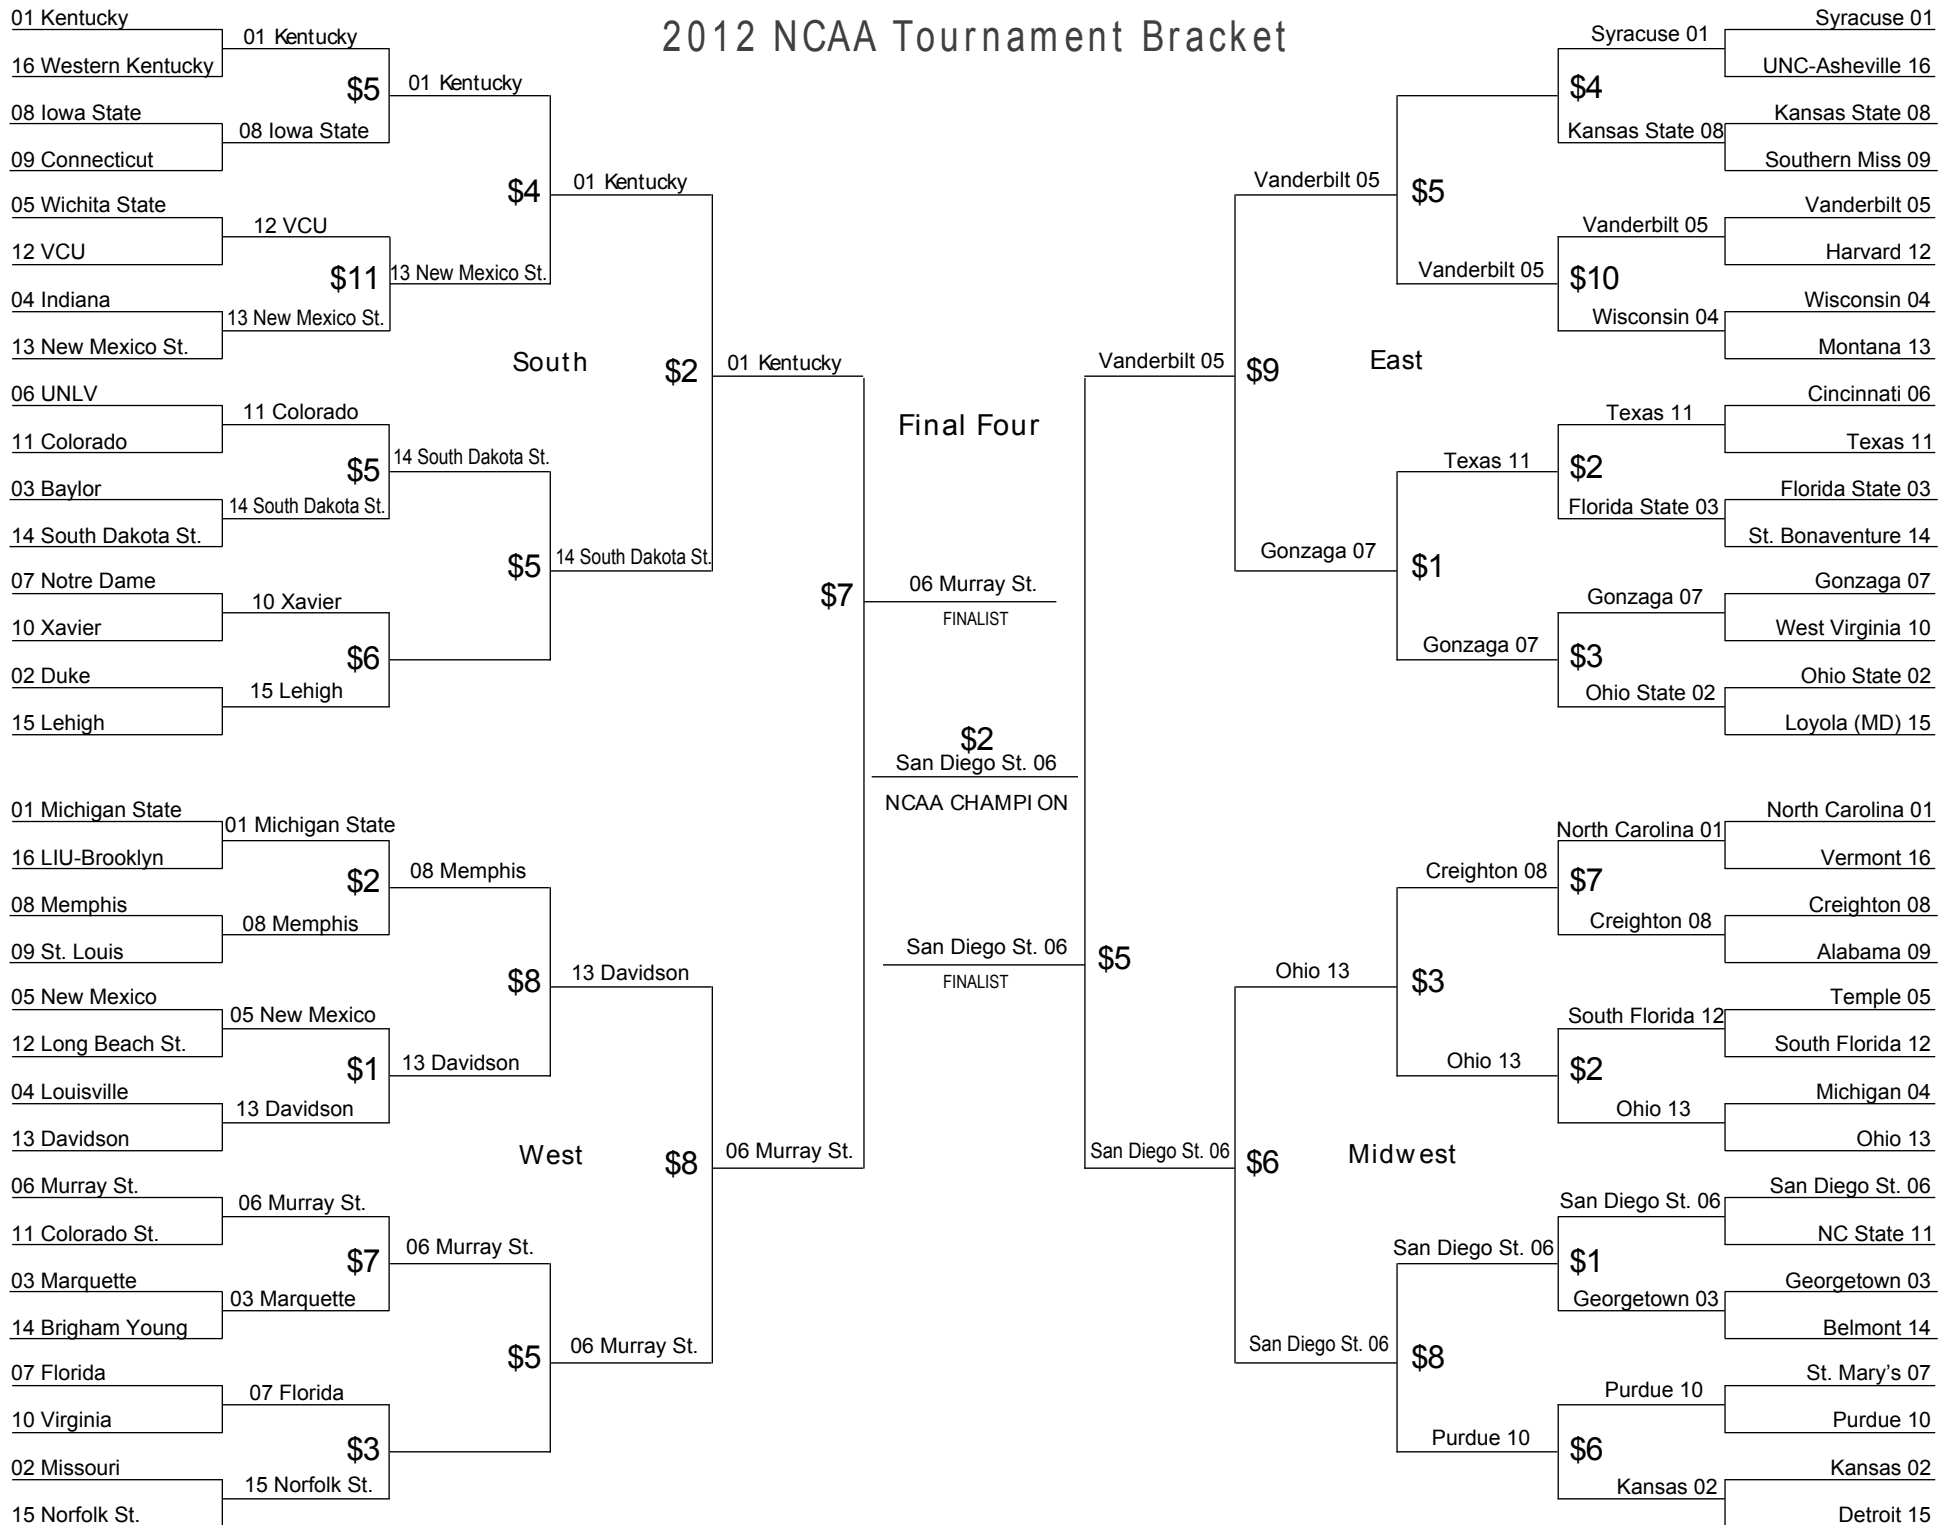 2012 NCAA Tournament Bracket
01 Kentucky
16 Western Kentucky
08 Iowa State
09 Connecticut
05 Wichita State
12 VCU
04 Indiana
13 New Mexico St.
06 UNLV
11 Colorado
03 Baylor
14 South Dakota St.
07 Notre Dame
10 Xavier
02 Duke
15 Lehigh
01 Kentucky
$5
08 Iowa State
12 VCU
$11
13 New Mexico St.
11 Colorado
$5
14 South Dakota St.
10 Xavier
$6
15 Lehigh
01 Kentucky
$4
13 New Mexico St.
14 South Dakota St.
$5
01 Kentucky
South
$2
14 South Dakota St.
01 Kentucky
01 Michigan State
16 LIU-Brooklyn
08 Memphis
09 St. Louis
05 New Mexico
12 Long Beach St.
04 Louisville
13 Davidson
06 Murray St.
11 Colorado St.
03 Marquette
14 Brigham Young
07 Florida
10 Virginia
02 Missouri
15 Norfolk St.
01 Michigan State
$2
08 Memphis
05 New Mexico
$1
13 Davidson
06 Murray St.
$7
03 Marquette
07 Florida
$3
15 Norfolk St.
08 Memphis
$8
13 Davidson
06 Murray St.
$5
13 Davidson
West
$8
06 Murray St.
06 Murray St.
Final Four
$7
06 Murray St.
FINALIST
$2
San Diego St. 06
NCAA CHAMPION
San Diego St. 06
FINALIST
$5
Vanderbilt 05
Vanderbilt 05
$9
East
Gonzaga 07
$5
Vanderbilt 05
Texas 11
$1
Gonzaga 07
Syracuse 01
$4
Kansas State 08
Vanderbilt 05
$10
Wisconsin 04
Texas 11
$2
Florida State 03
Gonzaga 07
$3
Ohio State 02
Syracuse 01
UNC-Asheville 16
Kansas State 08
Southern Miss 09
Vanderbilt 05
Harvard 12
Wisconsin 04
Montana 13
Cincinnati 06
Texas 11
Florida State 03
St. Bonaventure 14
Gonzaga 07
West Virginia 10
Ohio State 02
Loyola (MD) 15
San Diego St. 06
Ohio 13
$6
Midwest
San Diego St. 06
Creighton 08
$3
Ohio 13
San Diego St. 06
$8
Purdue 10
North Carolina 01
$7
Creighton 08
South Florida 12
$2
Ohio 13
San Diego St. 06
$1
Georgetown 03
Purdue 10
$6
Kansas 02
North Carolina 01
Vermont 16
Creighton 08
Alabama 09
Temple 05
South Florida 12
Michigan 04
Ohio 13
San Diego St. 06
NC State 11
Georgetown 03
Belmont 14
St. Mary’s 07
Purdue 10
Kansas 02
Detroit 15